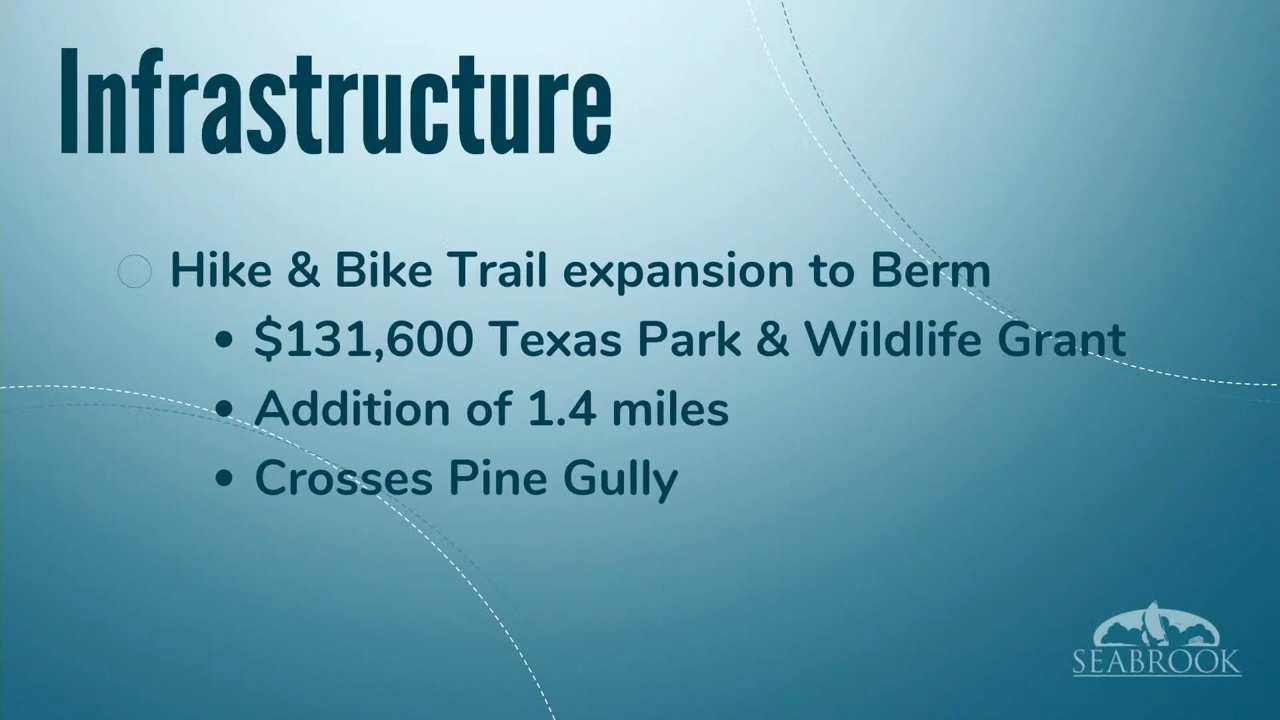 Infrastructure
Hike & Bike Trail expansion to Berm
• $131,600 Texas Park & Wildlife Grant
• Addition of 1.4 miles
• Crosses Pine Gully
SEABROOK